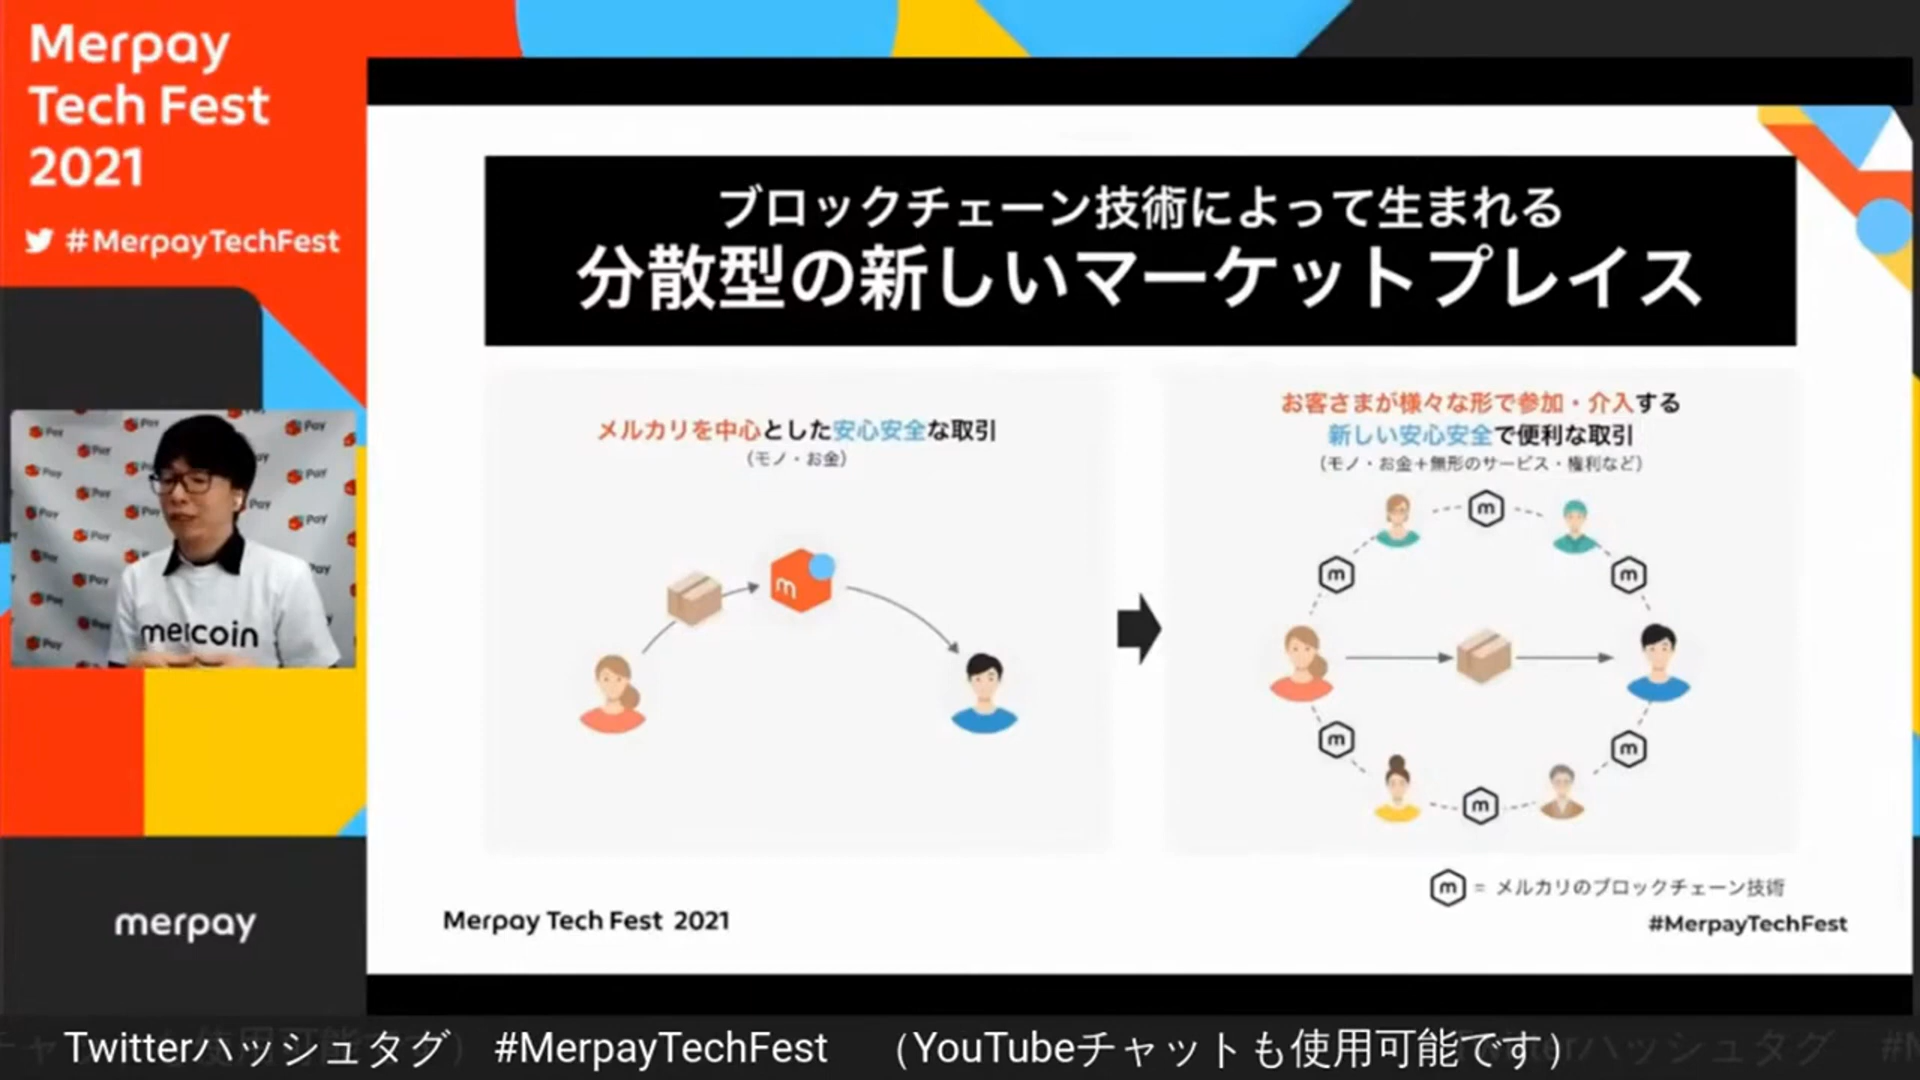 Merpay
Tech Fest
2021
#MerpayTechFest
ブロックチェーン技術によって生まれる
分散型の新しいマーケットプレイス
メルカリを中心とした安心安全な取引
（モノ・お金）
お客さまが様々な形で参加・介入する
新しい安心安全で便利な取引
（モノ・お金＋無形のサービス・権利など）
m
m
m
m
m
m
m
Pay
mercoin
m = メルカリのブロックチェーン技術
Merpay Tech Fest 2021
#MerpayTechFest
merpay
Twitterハッシュタグ #MerpayTechFest （YouTubeチャットも使用可能です）